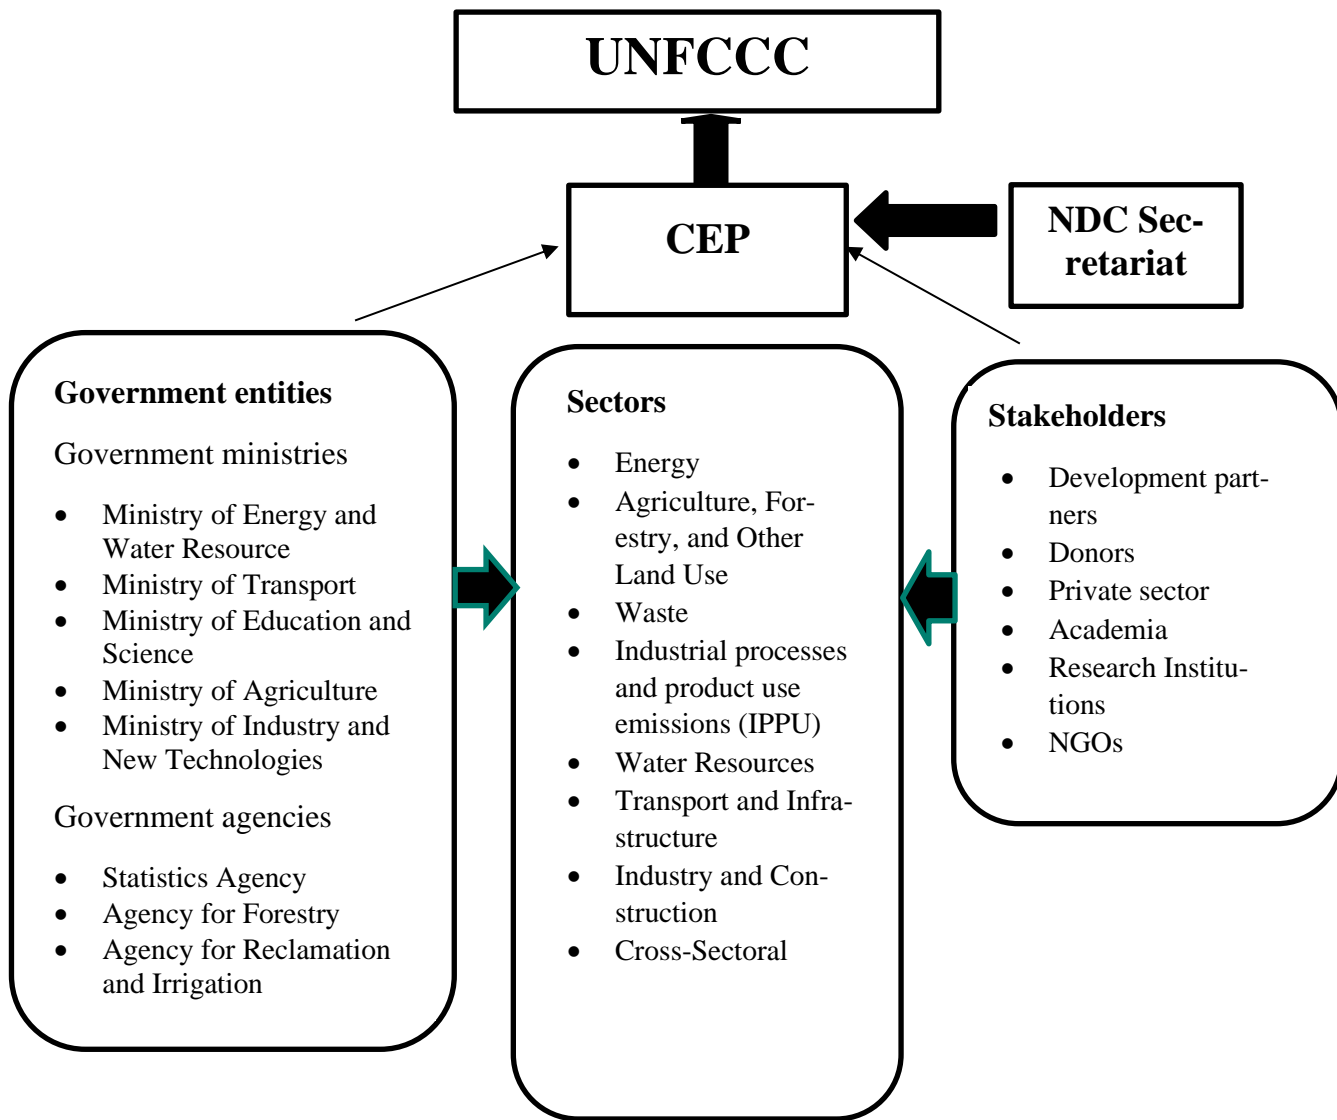 UNFCCC
CEP
NDC Sec-
retariat
Government entities
Government ministries
• Ministry of Energy and
Water Resource
• Ministry of Transport
• Ministry of Education and
Science
• Ministry of Agriculture
• Ministry of Industry and
New Technologies
Government agencies
• Statistics Agency
• Agency for Forestry
• Agency for Reclamation
and Irrigation
Sectors
• Energy
• Agriculture, For-
estry, and Other
Land Use
• Waste
• Industrial processes
and product use
emissions (IPPU)
• Water Resources
• Transport and Infra-
structure
• Industry and Con-
struction
• Cross-Sectoral
Stakeholders
• Development part-
ners
• Donors
• Private sector
• Academia
• Research Institu-
tions
• NGOs